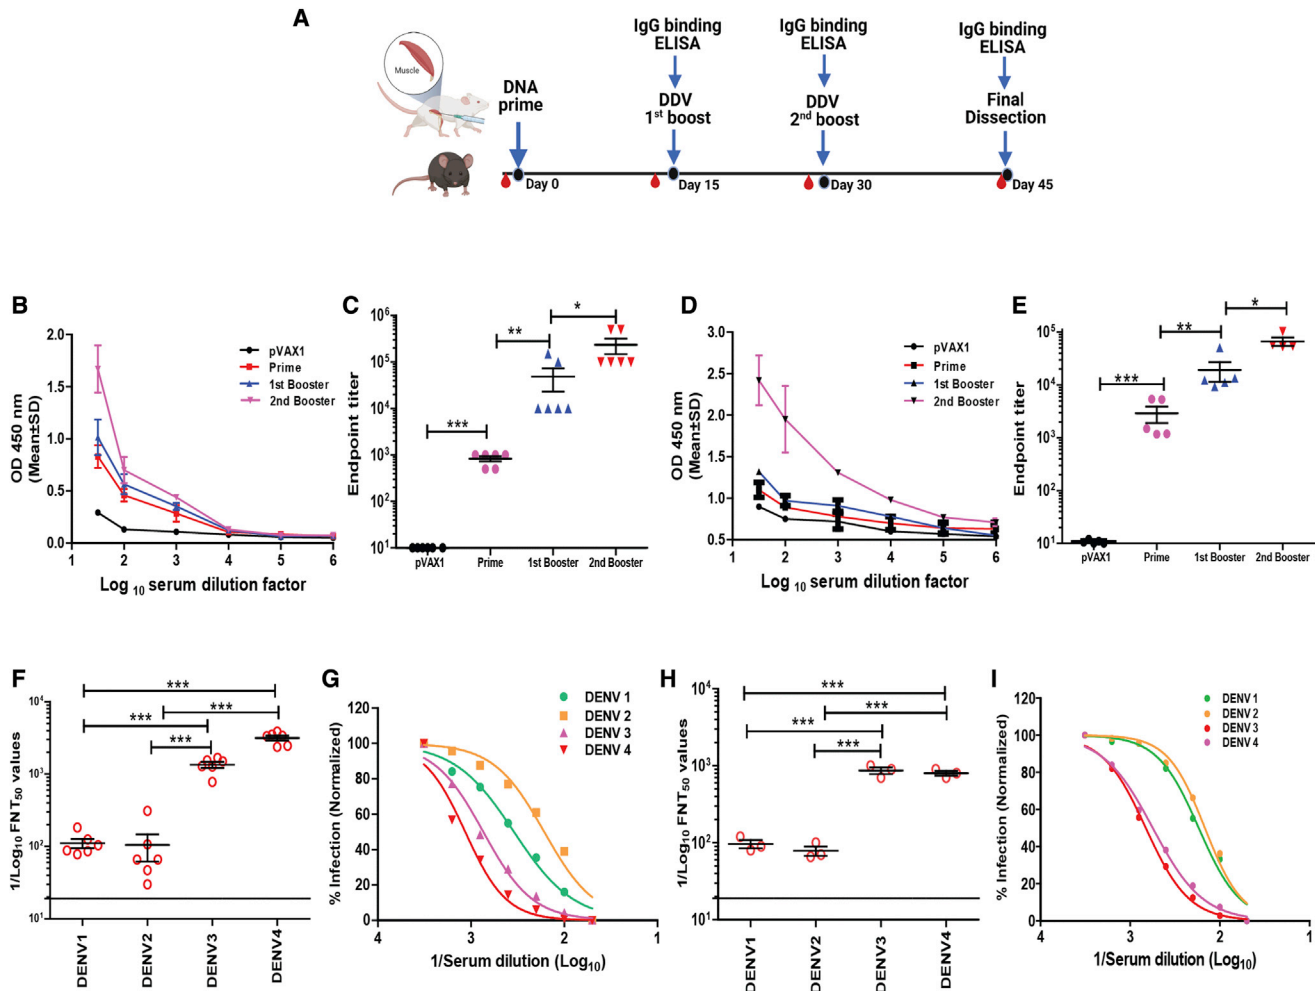 A
Muscle
DNA
prime
IgG binding
ELISA
DDV
1st boost
IgG binding
ELISA
DDV
2nd boost
IgG binding
ELISA
Final
Dissection
Day 0
Day 15
Day 30
Day 45
B
OD 450 nm
(Mean±SD)
2.0
1.5
1.0
0.5
0.0
1 2 3 4 5 6
Log 10 serum dilution factor
pVAX1
Prime
1st Booster
2nd Booster
C
Endpoint titer
10^6
10^5
10^4
10^3
10^2
10^1
***
**
*
pVAX1 Prime 1st Booster 2nd Booster
D
OD 450 nm
(Mean±SD)
3.0
2.5
2.0
1.5
1.0
0.5
1 2 3 4 5 6
Log 10 serum dilution factor
pVAX1
Prime
1st Booster
2nd Booster
E
Endpoint titer
10^5
10^4
10^3
10^2
10^1
***
**
*
pVAX1 Prime 1st Booster 2nd Booster
F
1/Log10 FNT50 values
10^4
10^3
10^2
10^1
***
***
***
***
DENV1
DENV2
DENV3
DENV4
G
% Infection (Normalized)
120
100
80
60
40
20
0
4 3 2 1
1/Serum dilution (Log10)
DENV 1
DENV 2
DENV 3
DENV 4
H
1/Log10 FNT50 values
10^4
10^3
10^2
10^1
***
***
***
***
DENV1
DENV2
DENV3
DENV4
I
% Infection (Normalized)
120
100
80
60
40
20
0
4 3 2 1
1/Serum dilution (Log10)
DENV 1
DENV 2
DENV 3
DENV 4